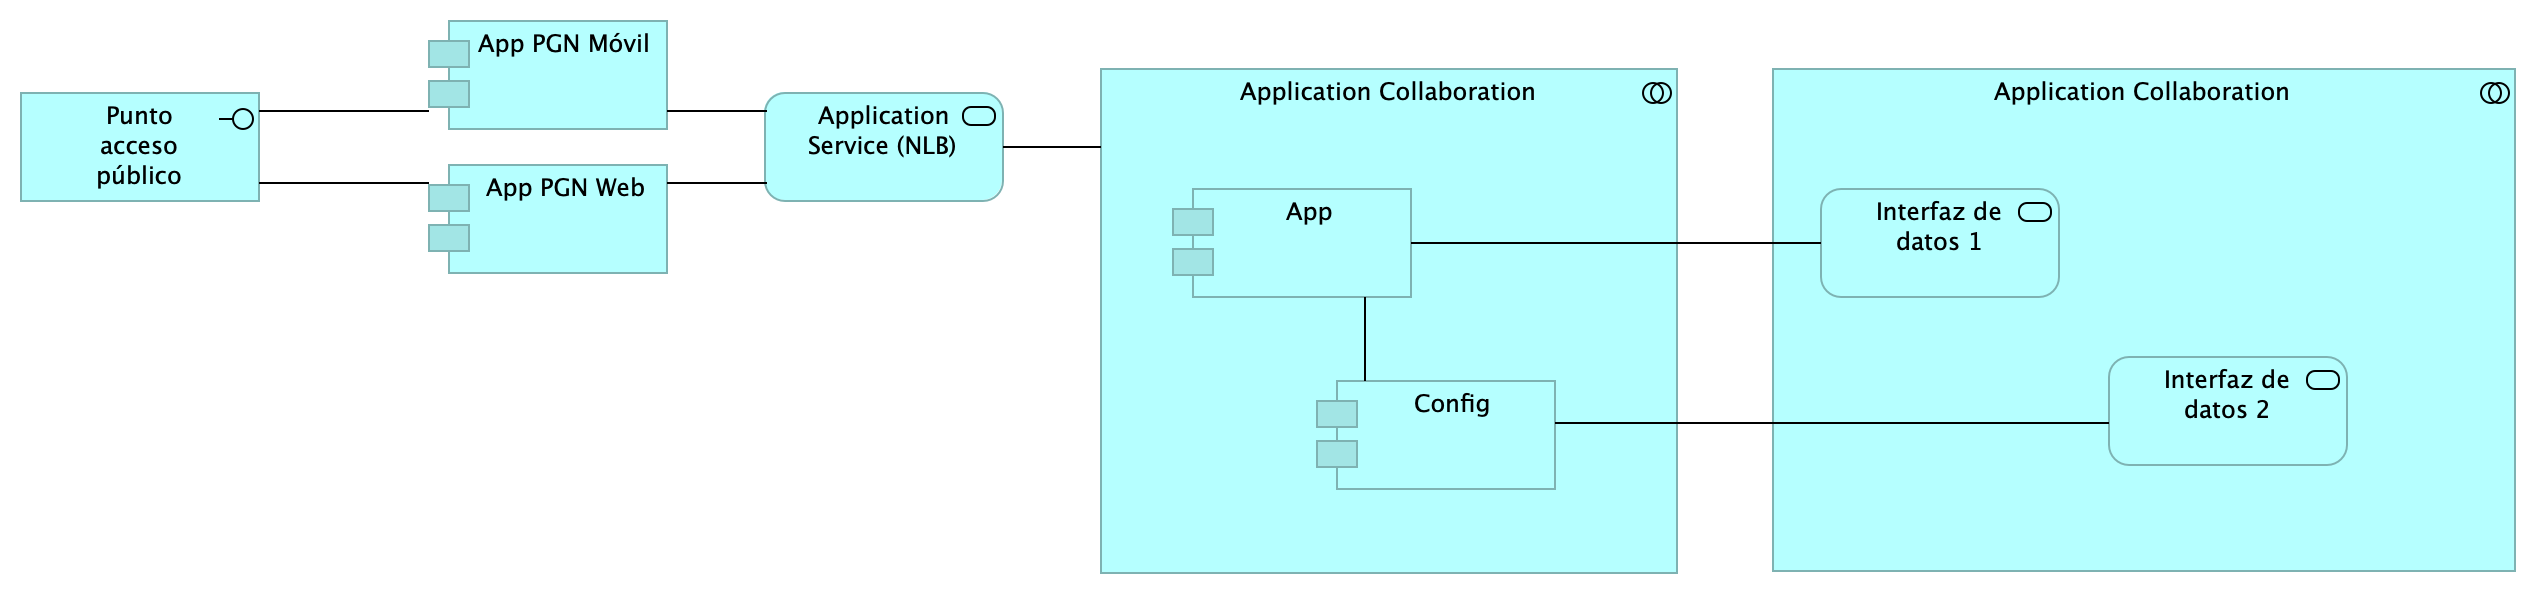 Punto
acceso
público
App PGN Móvil
App PGN Web
Application
Service (NLB)
Application Collaboration
App
Config
Application Collaboration
Interfaz de
datos 1
Interfaz de
datos 2